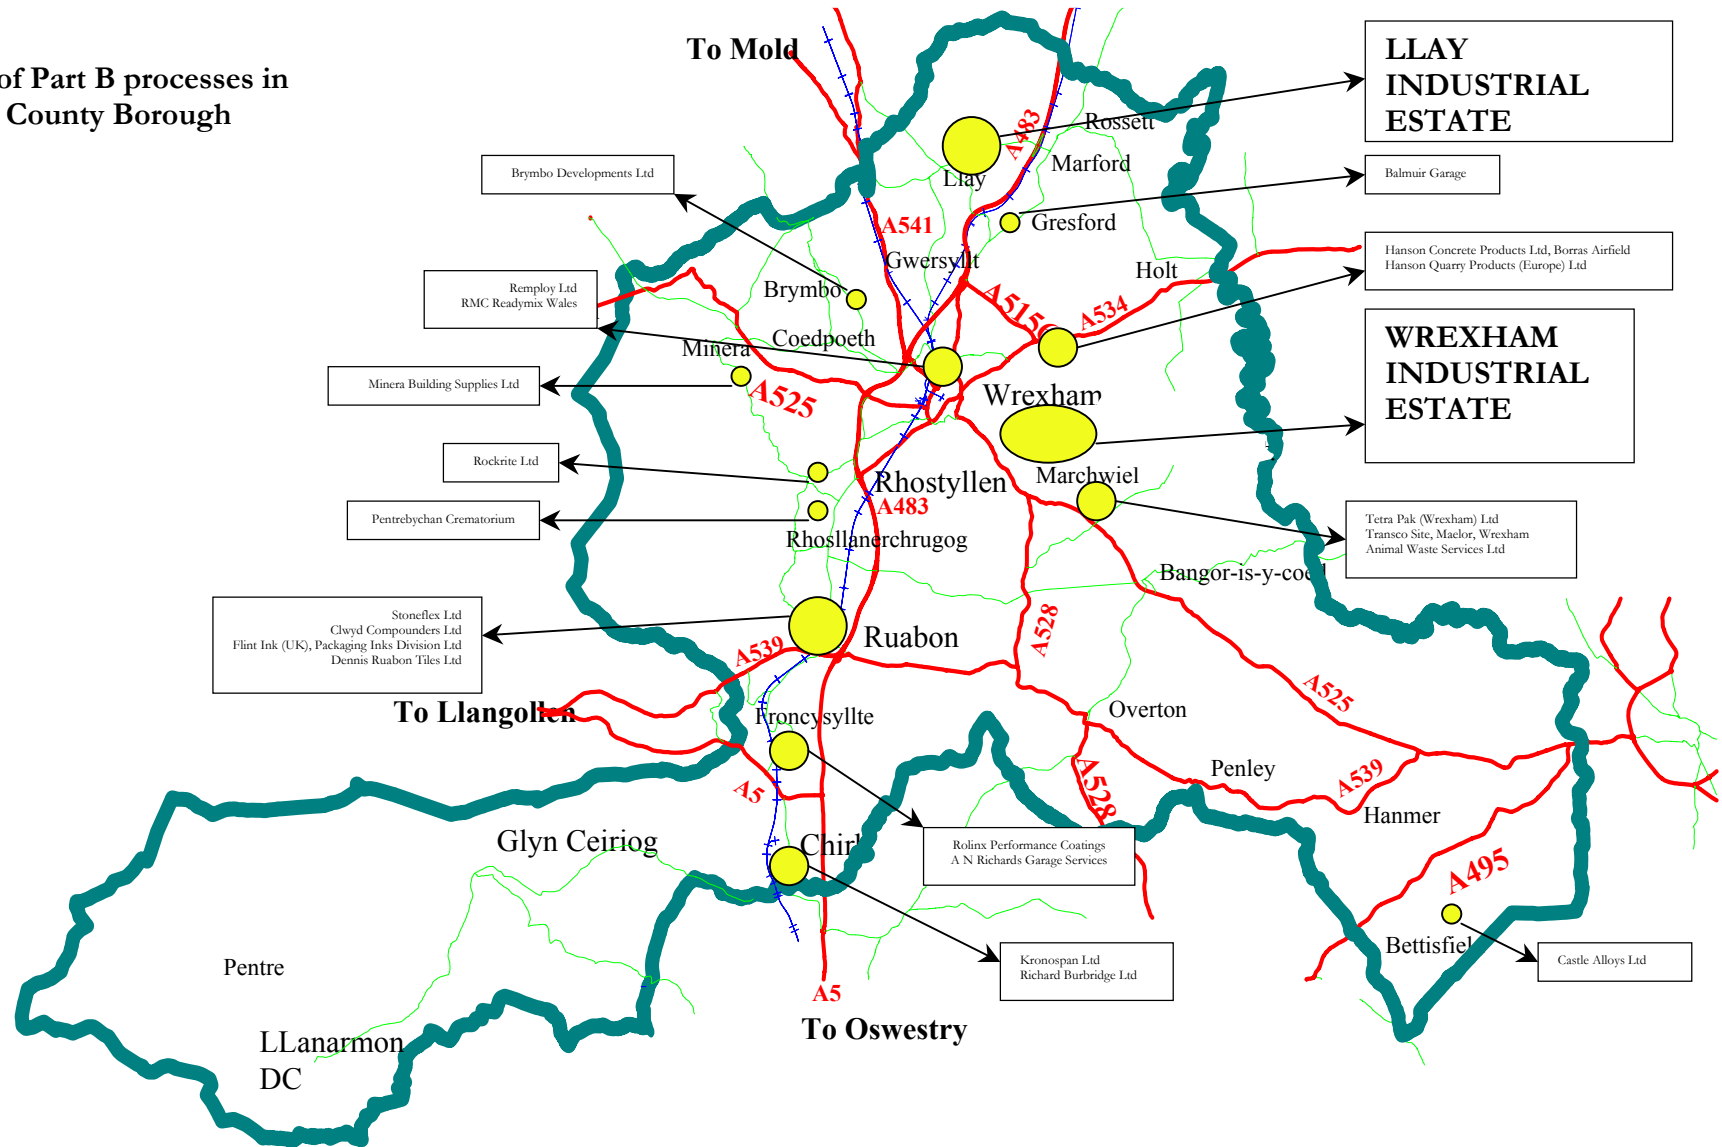 of Part B processes in
County Borough
To Mold
LLAY
INDUSTRIAL
ESTATE
A483
Rossett
Marford
Llay
Brymbo Developments Ltd
Balmuir Garage
A541
Gresford
Gwersyllt
Holt
Hanson Concrete Products Ltd, Borras Airfield
Hanson Quarry Products (Europe) Ltd
Remploy Ltd
RMC Readymix Wales
Brymbo
A5156
A534
Minera
Coedpoeth
WREXHAM
INDUSTRIAL
ESTATE
Minera Building Supplies Ltd
A525
Wrexham
Rockrite Ltd
Rhostyllen
Marchwiel
A483
Pentrebychan Crematorium
Rhosllanerchrugog
Tetra Pak (Wrexham) Ltd
Transco Site, Maelor, Wrexham
Animal Waste Services Ltd
Bangor-is-y-coed
Stoneflex Ltd
Clwyd Compounders Ltd
Flint Ink (UK), Packaging Inks Division Ltd
Dennis Ruabon Tiles Ltd
A539
Ruabon
A528
A525
To Llangollen
Froncysyllte
Overton
A5
A528
Penley
A539
Hanmer
Glyn Ceiriog
Chirk
Rolinx Performance Coatings
A N Richards Garage Services
A495
Bettisfiel
Pentre
Kronospan Ltd
Richard Burbridge Ltd
Castle Alloys Ltd
A5
To Oswestry
LLanarmon
DC